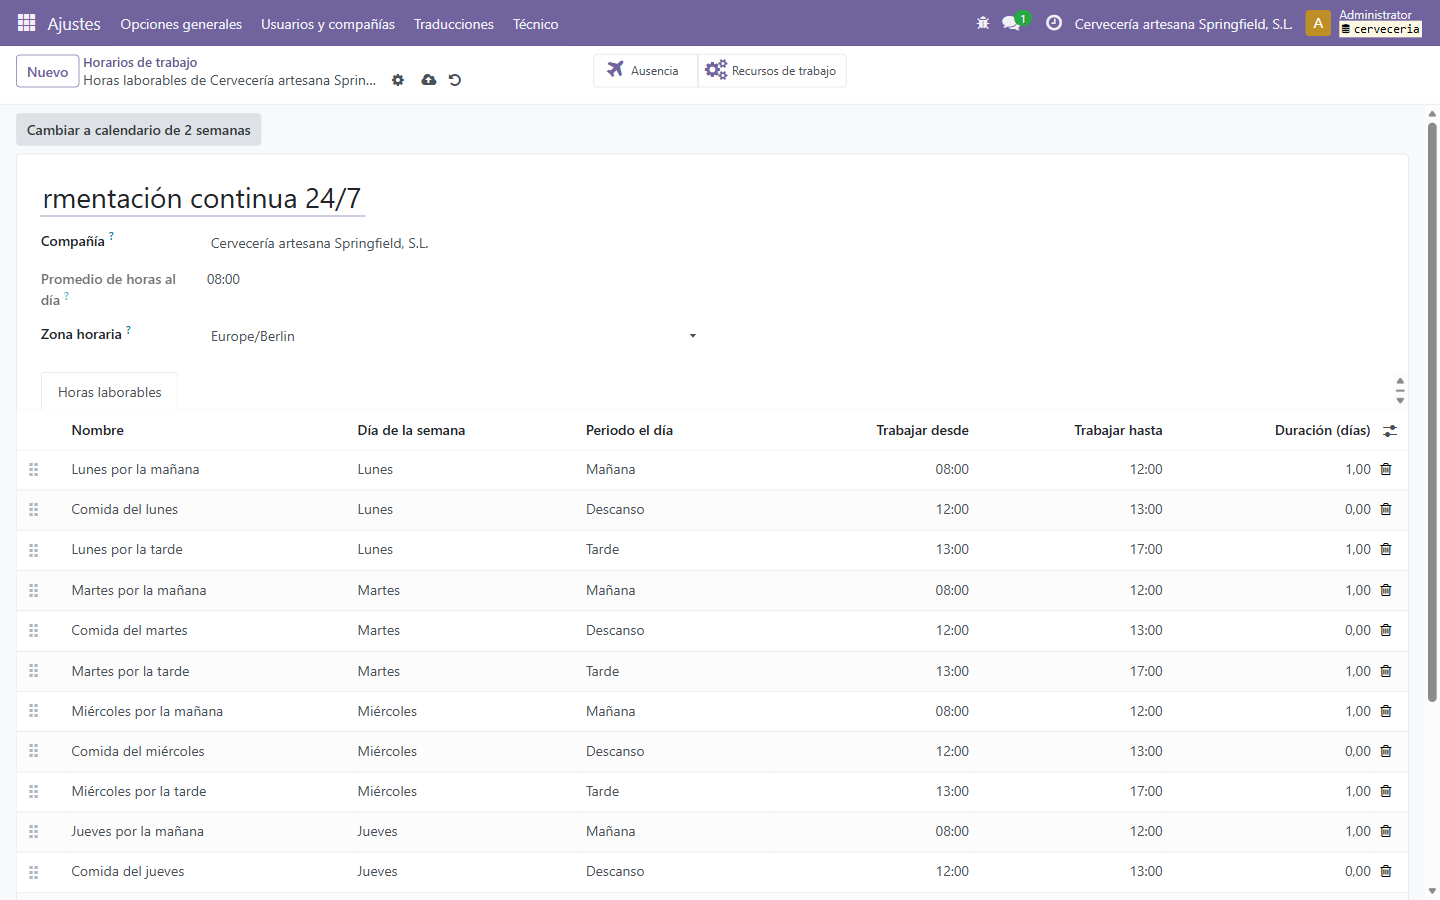 Ajustes
Opciones generales
Usuarios y compañías
Traducciones
Técnico
1
Cervecería artesana Springfield, S.L.
A
Administrator
cerveceria
Nuevo
Horarios de trabajo
Horas laborables de Cervecería artesana Sprin...
Ausencia
Recursos de trabajo
Cambiar a calendario de 2 semanas
rmentación continua 24/7
Compañía ?
Cervecería artesana Springfield, S.L.
Promedio de horas al día ?
08:00
Zona horaria ?
Europe/Berlin
Horas laborables
Nombre Día de la semana Periodo el día Trabajar desde Trabajar hasta Duración (días)
Lunes por la mañana Lunes Mañana 08:00 12:00 1,00
Comida del lunes Lunes Descanso 12:00 13:00 0,00
Lunes por la tarde Lunes Tarde 13:00 17:00 1,00
Martes por la mañana Martes Mañana 08:00 12:00 1,00
Comida del martes Martes Descanso 12:00 13:00 0,00
Martes por la tarde Martes Tarde 13:00 17:00 1,00
Miércoles por la mañana Miércoles Mañana 08:00 12:00 1,00
Comida del miércoles Miércoles Descanso 12:00 13:00 0,00
Miércoles por la tarde Miércoles Tarde 13:00 17:00 1,00
Jueves por la mañana Jueves Mañana 08:00 12:00 1,00
Comida del jueves Jueves Descanso 12:00 13:00 0,00